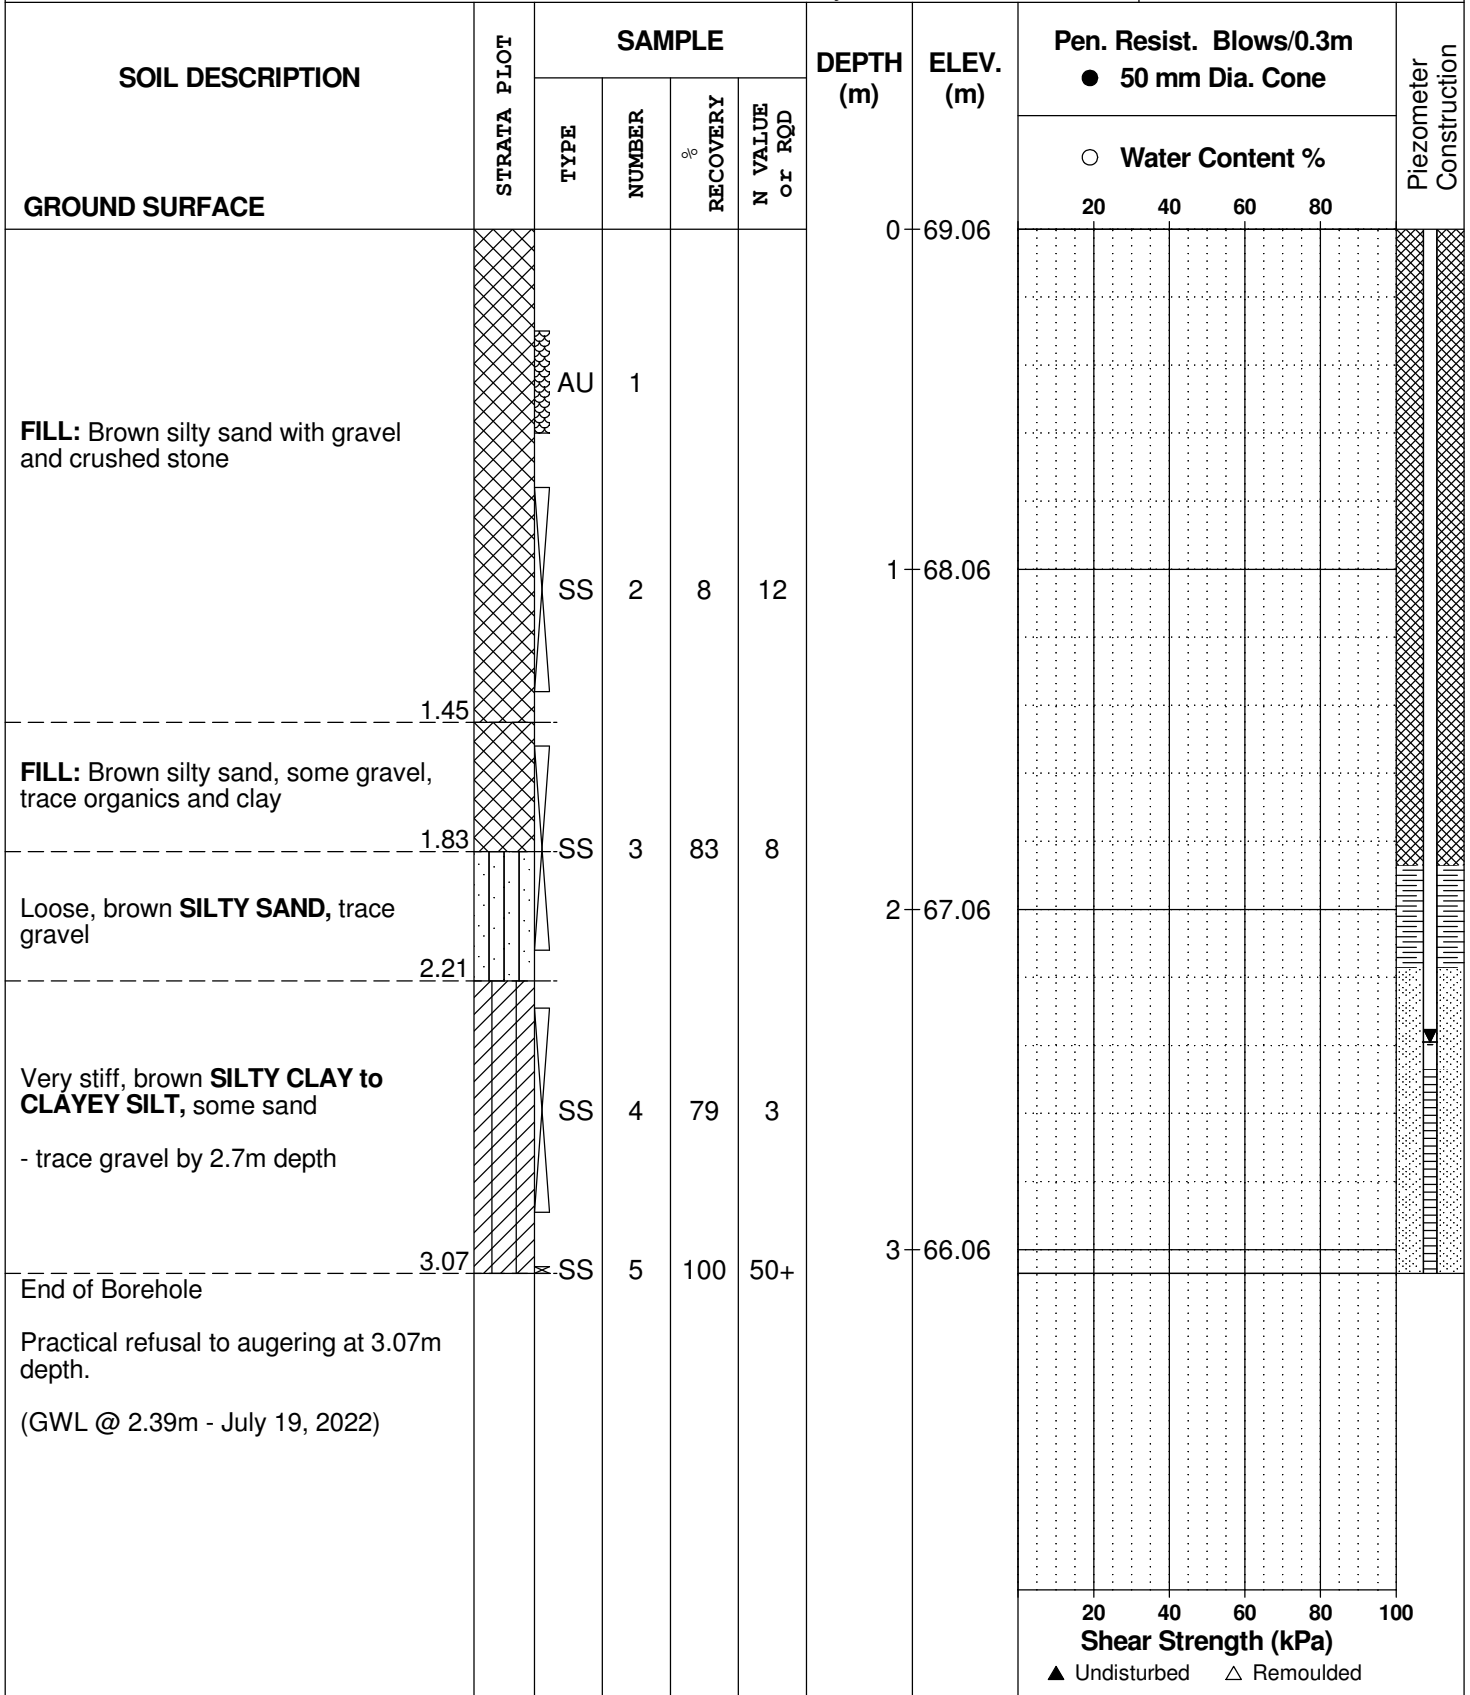 SOIL DESCRIPTION
GROUND SURFACE
STRATA PLOT
SAMPLE
TYPE
NUMBER
%
RECOVERY
N VALUE
or RQD
DEPTH
(m)
ELEV.
(m)
Pen. Resist. Blows/0.3m
● 50 mm Dia. Cone
○ Water Content %
20 40 60 80
Piezometer
Construction
0 69.06
FILL: Brown silty sand with gravel
and crushed stone
AU 1
SS 2 8 12
1 68.06
1.45
FILL: Brown silty sand, some gravel,
trace organics and clay
1.83
SS 3 83 8
Loose, brown SILTY SAND, trace
gravel
2 67.06
2.21
Very stiff, brown SILTY CLAY to
CLAYEY SILT, some sand
- trace gravel by 2.7m depth
SS 4 79 3
3 66.06
3.07
SS 5 100 50+
End of Borehole
Practical refusal to augering at 3.07m
depth.
(GWL @ 2.39m - July 19, 2022)
20 40 60 80 100
Shear Strength (kPa)
▲ Undisturbed △ Remoulded